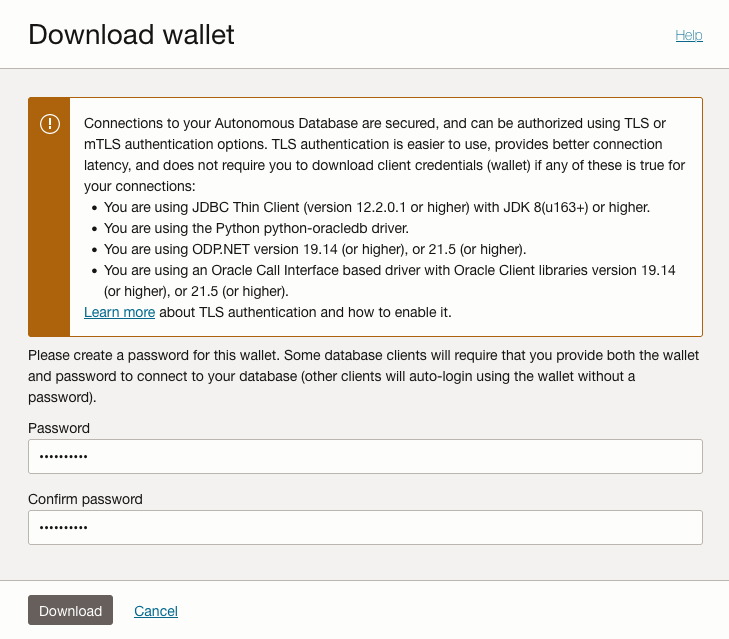 Download wallet
Help
Connections to your Autonomous Database are secured, and can be authorized using TLS or
mTLS authentication options. TLS authentication is easier to use, provides better connection
latency, and does not require you to download client credentials (wallet) if any of these is true for
your connections:
• You are using JDBC Thin Client (version 12.2.0.1 or higher) with JDK 8(u163+) or higher.
• You are using the Python python-oracledb driver.
• You are using ODP.NET version 19.14 (or higher), or 21.5 (or higher).
• You are using an Oracle Call Interface based driver with Oracle Client libraries version 19.14
(or higher), or 21.5 (or higher).
Learn more about TLS authentication and how to enable it.
Please create a password for this wallet. Some database clients will require that you provide both the wallet
and password to connect to your database (other clients will auto-login using the wallet without a
password).
Password
••••••••••
Confirm password
••••••••••
Download
Cancel